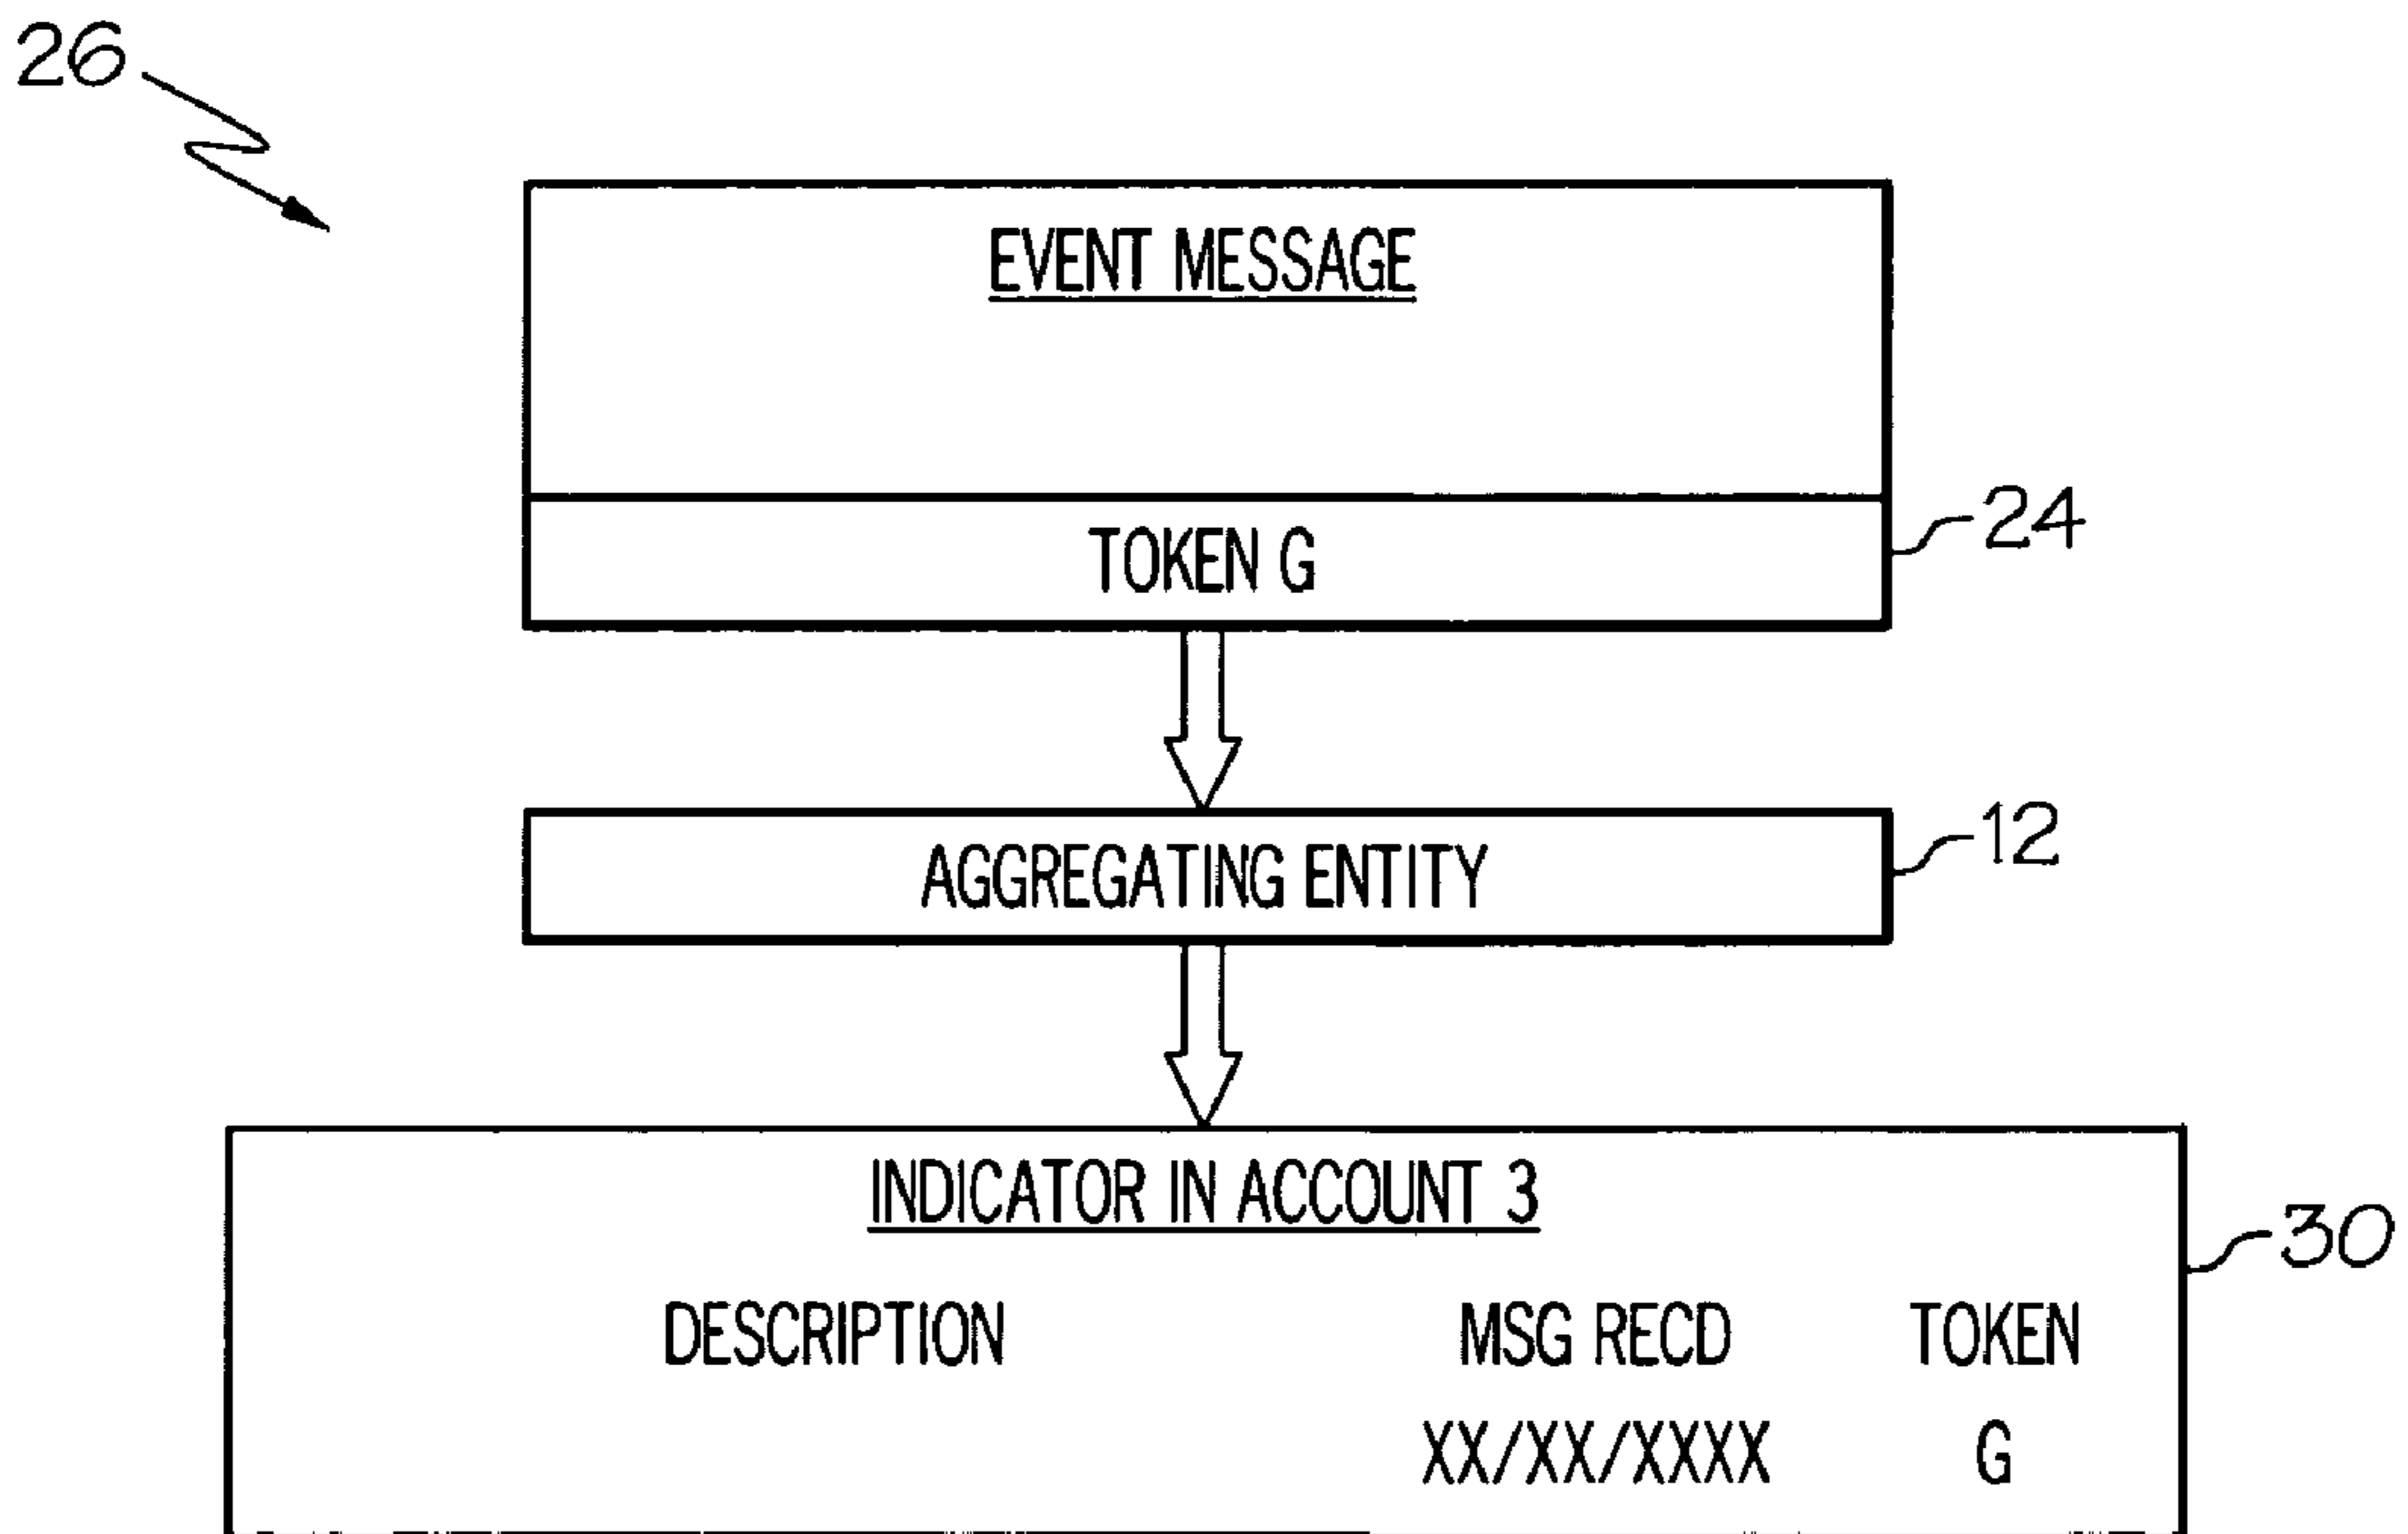 26
EVENT MESSAGE
TOKEN G
24
AGGREGATING ENTITY
12
INDICATOR IN ACCOUNT 3
30
DESCRIPTION MSG RECD TOKEN
XX/XX/XXXX G